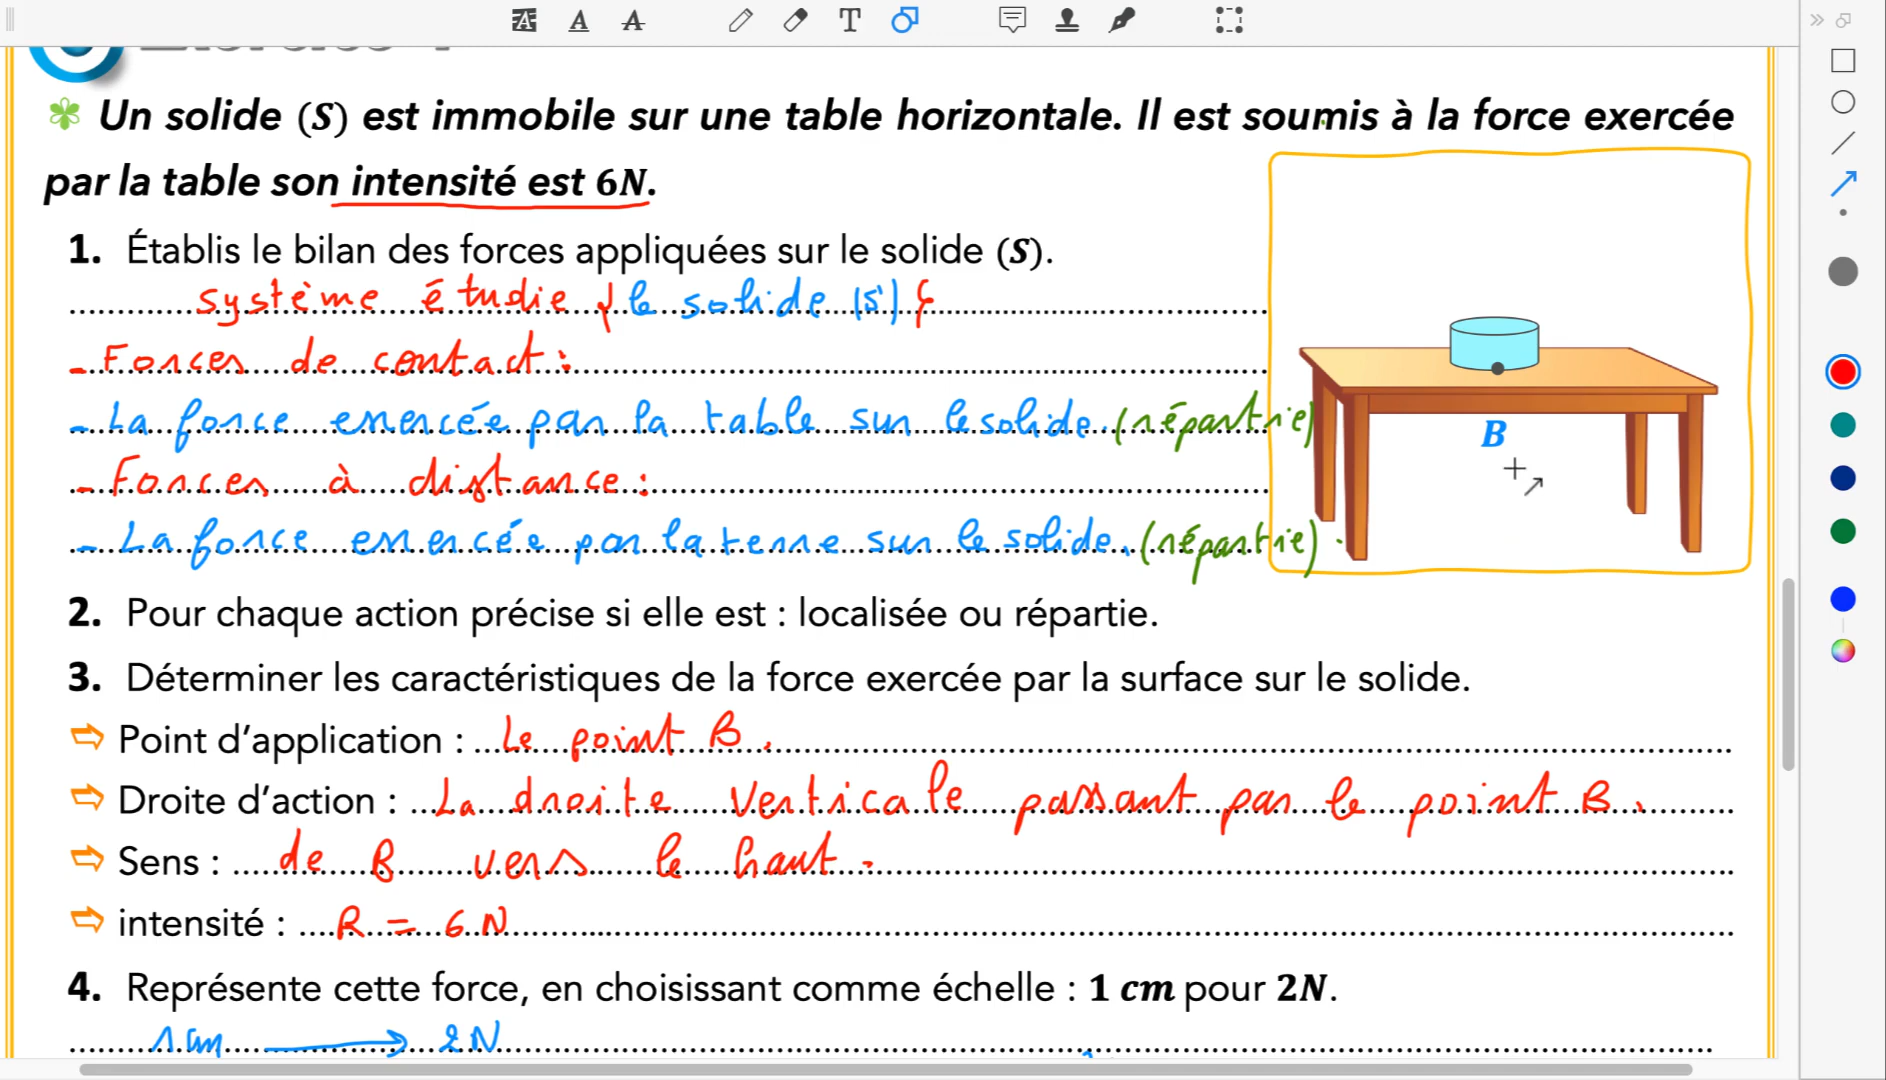 Un solide (S) est immobile sur une table horizontale. Il est soumis à la force exercée
par la table son intensité est 6N.
1. Établis le bilan des forces appliquées sur le solide (S).
système étudie { le solide (S) }
- Forces de contact :
- La force exercée par la table sur le solide. (répartie)
- Forces à distance :
- La force exercée par la terre sur le solide. (répartie).
B
2. Pour chaque action précise si elle est : localisée ou répartie.
3. Déterminer les caractéristiques de la force exercée par la surface sur le solide.
Point d'application : Le point B.
Droite d'action : La droite verticale passant par le point B.
Sens : de B vers le haut.
intensité : R = 6 N
4. Représente cette force, en choisissant comme échelle : 1 cm pour 2N.
1 cm → 2N